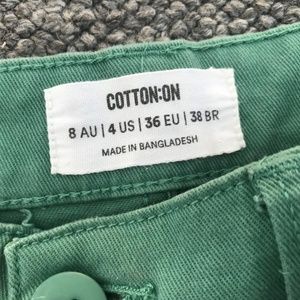 COTTON:ON
8 AU | 4 US | 36 EU | 38 BR
MADE IN BANGLADESH